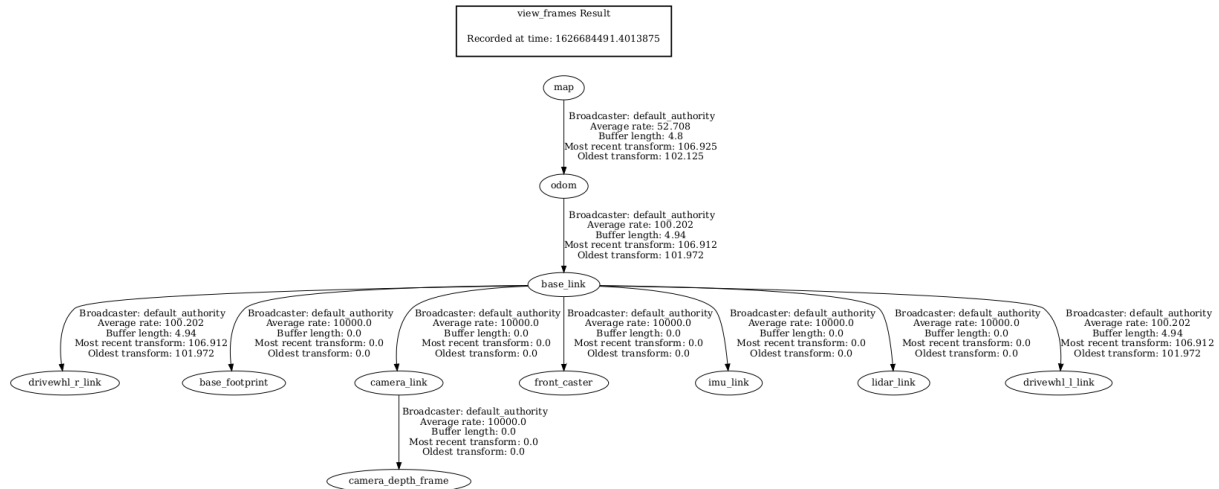 view_frames Result
Recorded at time: 1626684491.4013875
map
Broadcaster: default_authority
Average rate: 52.708
Buffer length: 4.8
Most recent transform: 106.925
Oldest transform: 102.125
odom
Broadcaster: default_authority
Average rate: 100.202
Buffer length: 4.94
Most recent transform: 106.912
Oldest transform: 101.972
base_link
Broadcaster: default_authority
Average rate: 100.202
Buffer length: 4.94
Most recent transform: 106.912
Oldest transform: 101.972
Broadcaster: default_authority
Average rate: 10000.0
Buffer length: 0.0
Most recent transform: 0.0
Oldest transform: 0.0
Broadcaster: default_authority
Average rate: 10000.0
Buffer length: 0.0
Most recent transform: 0.0
Oldest transform: 0.0
Broadcaster: default_authority
Average rate: 10000.0
Buffer length: 0.0
Most recent transform: 0.0
Oldest transform: 0.0
Broadcaster: default_authority
Average rate: 10000.0
Buffer length: 0.0
Most recent transform: 0.0
Oldest transform: 0.0
Broadcaster: default_authority
Average rate: 10000.0
Buffer length: 0.0
Most recent transform: 0.0
Oldest transform: 0.0
Broadcaster: default_authority
Average rate: 100.202
Buffer length: 4.94
Most recent transform: 106.912
Oldest transform: 101.972
drivewhl_r_link
base_footprint
camera_link
front_caster
imu_link
lidar_link
drivewhl_l_link
Broadcaster: default_authority
Average rate: 10000.0
Buffer length: 0.0
Most recent transform: 0.0
Oldest transform: 0.0
camera_depth_frame